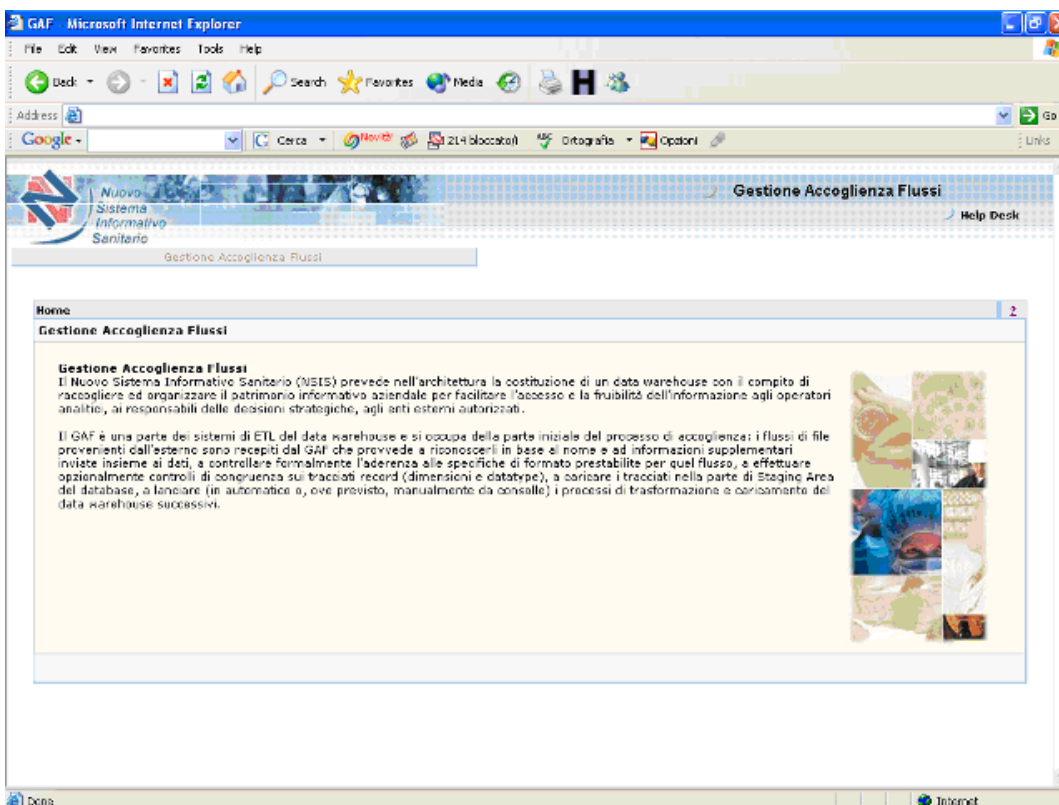 GAF - Microsoft Internet Explorer
File Edit View Favorites Tools Help
Back Search Favorites Media H
Address Go
Google Cerca Novità! 214 bloccato/i Ortografia Opzioni Links
Nuovo
Sistema
Informativo
Sanitario
Gestione Accoglienza Flussi
Help Desk
Gestione Accoglienza Flussi
Home ?
Gestione Accoglienza Flussi
Gestione Accoglienza Flussi
Il Nuovo Sistema Informativo Sanitario (NSIS) prevede nell'architettura la costituzione di un data warehouse con il compito di
raccogliere ed organizzare il patrimonio informativo aziendale per facilitare l'accesso e la fruibilità dell'informazione agli operatori
analitici, ai responsabili delle decisioni strategiche, agli enti esterni autorizzati.
Il GAF è una parte dei sistemi di ETL del data warehouse e si occupa della parte iniziale del processo di accoglienza: i flussi di file
provenienti dall'esterno sono recepiti dal GAF che provvede a riconoscerli in base al nome e ad informazioni supplementari
inviate insieme ai dati, a controllare formalmente l'aderenza alle specifiche di formato prestabilite per quel flusso, a effettuare
opzionalmente controlli di congruenza sui tracciati record (dimensioni e datatype), a caricare i tracciati nella parte di Staging Area
del database, a lanciare (in automatico o, ove previsto, manualmente da consolle) i processi di trasformazione e caricamento del
data warehouse successivi.
Done Internet